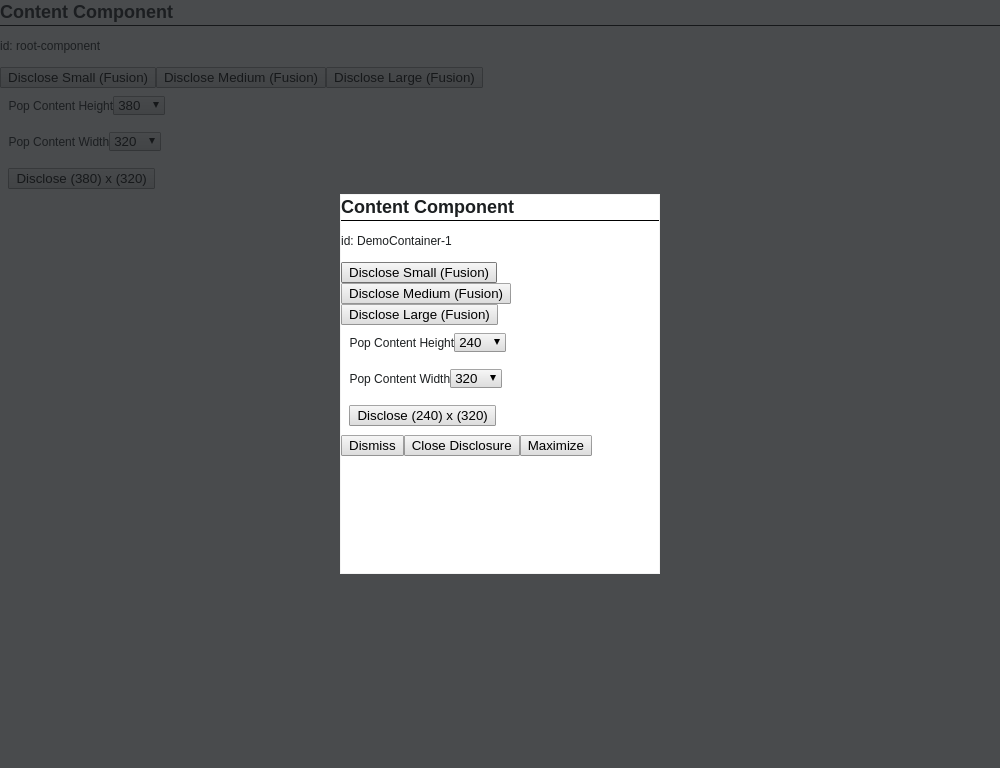 Content Component
id: root-component
Disclose Small (Fusion) Disclose Medium (Fusion) Disclose Large (Fusion)
Pop Content Height 380
Pop Content Width 320
Disclose (380) x (320)
Content Component
id: DemoContainer-1
Disclose Small (Fusion)
Disclose Medium (Fusion)
Disclose Large (Fusion)
Pop Content Height 240
Pop Content Width 320
Disclose (240) x (320)
Dismiss Close Disclosure Maximize